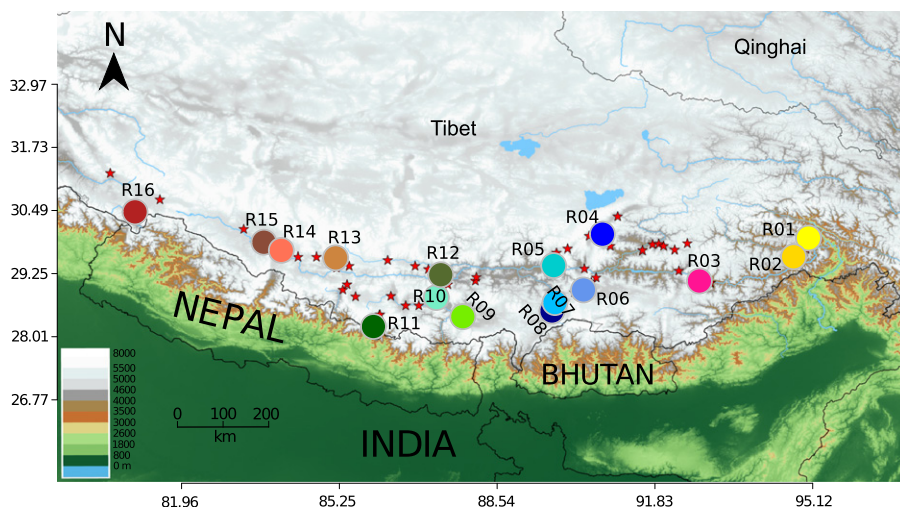 N
Qinghai
32.97
Tibet
31.73
R16
30.49
R15
R14
R13
R12
R04
R05
R01
R02
29.25
R10
R09
R03
R06
R07
R08
R11
28.01
NEPAL
BHUTAN
26.77
8000
5500
5000
4600
4000
3500
3000
2600
1800
800
0 m
0 100 200
km
INDIA
81.96 85.25 88.54 91.83 95.12